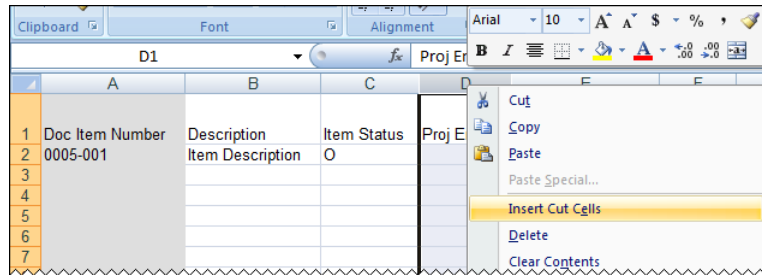 Clipboard Font Alignment
Arial 10 A A $ % ,
B I A .0 .00 .00 .0
D1 fx Proj Er
A B C D E F
1 Doc Item Number Description Item Status Proj E
2 0005-001 Item Description O
3
4
5
6
7
Cut
Copy
Paste
Paste Special...
Insert Cut Cells
Delete
Clear Contents